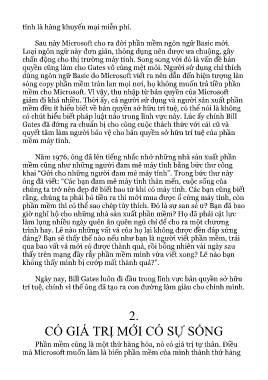 tính là hàng khuyến mại miễn phí.
Sau này Microsoft cho ra đời phần mềm ngôn ngữ Basic mới.
Loại ngôn ngữ này đơn giản, thông dụng nên được ưa chuộng, gây
chấn động cho thị trường máy tính. Song song với đó là vấn đề bản
quyền cũng làm cho Gates vô cùng mệt mỏi. Người sử dụng chỉ thích
dùng ngôn ngữ Basic do Microsoft viết ra nên dẫn đến hiện tượng làn
sóng copy phần mềm tràn lan mọi nơi, họ không muốn trả tiền phần
mềm cho Microsoft. Vì vậy, thu nhập từ bản quyền của Microsoft
giảm đi khá nhiều. Thời ấy, cả người sử dụng và người sản xuất phần
mềm đều ít hiểu biết về bản quyền sở hữu trí tuệ, có thể nói là không
có chút hiểu biết pháp luật nào trong lĩnh vực này. Lúc ấy chính Bill
Gates đã đứng ra chuẩn bị cho công cuộc thách thức với cái cũ và
quyết tâm làm người bảo vệ cho bản quyền sở hữu trí tuệ của phần
mềm máy tính.
Năm 1976, ông đã lên tiếng nhắc nhở những nhà sản xuất phần
mềm cũng như những người đam mê máy tính bằng bức thư công
khai "Gửi cho những người đam mê máy tính". Trong bức thư này
ông đã viết: "Các bạn đam mê máy tính thân mến, cuộc sống của
chúng ta trở nên đẹp đẽ biết bao từ khi có máy tính. Các bạn cũng biết
rằng, chúng ta phải bỏ tiền ra thì mới mua được ổ cứng máy tính, còn
phần mềm thì có thể sao chép tùy thích. Đó là sự san sẻ ư? Bạn đã bao
giờ nghĩ hộ cho những nhà sản xuất phần mềm? Họ đã phải cật lực
làm lụng nhiều ngày quên ăn quên ngủ chỉ để cho ra một chương
trình hay. Lẽ nào những vất vả của họ lại không được đền đáp xứng
đáng? Bạn sẽ thấy thế nào nếu như bạn là người viết phần mềm, trải
qua bao vất vả mới có được thành quả, rồi bỗng nhiên vài ngày sau
thấy trên mạng đầy rẫy phần mềm mình vừa viết xong? Lẽ nào bạn
không thấy mình bị cướp mất thành quả?".
Ngày nay, Bill Gates luôn đi đầu trong lĩnh vực bản quyền sở hữu
trí tuệ, chính vì thế ông đã tạo ra con đường làm giàu cho chính mình.
2.
CÓ GIÁ TRỊ MỚI CÓ SỰ SỐNG
Phần mềm cũng là một thứ hàng hóa, nó có giá trị tự thân. Điều
mà Microsoft muốn làm là biến phần mềm của mình thành thứ hàng